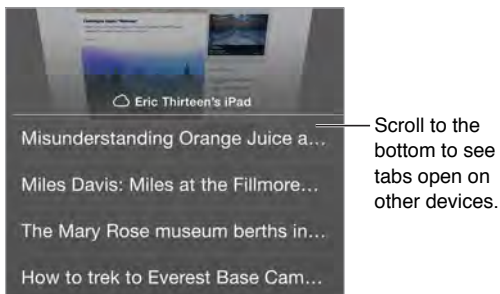 Eric Thirteen's iPad
Misunderstanding Orange Juice a...
Miles Davis: Miles at the Fillmore...
The Mary Rose museum berths in...
How to trek to Everest Base Cam...
Scroll to the
bottom to see
tabs open on
other devices.